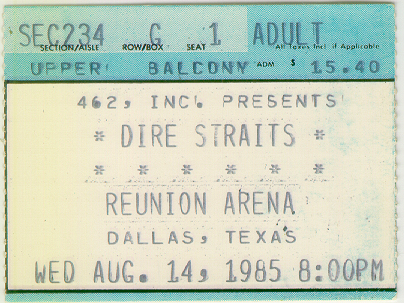 SEC234 G 1 ADULT
SECTION/AISLE ROW/BOX SEAT All Taxes Incl if Applicable
UPPER BALCONY ADM $ 15.40
462, INC. PRESENTS
* DIRE STRAITS *
* * * * * *
REUNION ARENA
DALLAS, TEXAS
WED AUG. 14, 1985 8:00PM